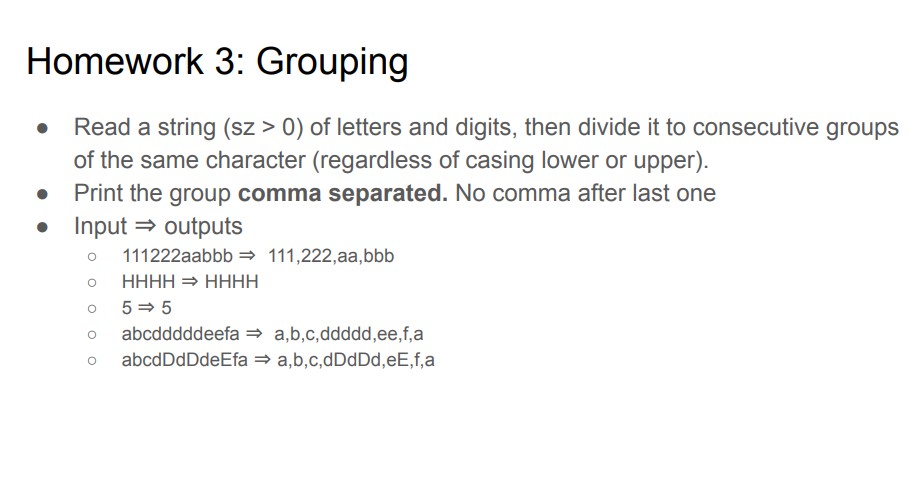 Homework 3: Grouping
● Read a string (sz > 0) of letters and digits, then divide it to consecutive groups
of the same character (regardless of casing lower or upper).
● Print the group comma separated. No comma after last one
● Input ⇒ outputs
○ 111222aabbb ⇒ 111,222,aa,bbb
○ HHHH ⇒ HHHH
○ 5 ⇒ 5
○ abcdddddeefa ⇒ a,b,c,ddddd,ee,f,a
○ abcdDdDdeEfa ⇒ a,b,c,dDdDd,eE,f,a